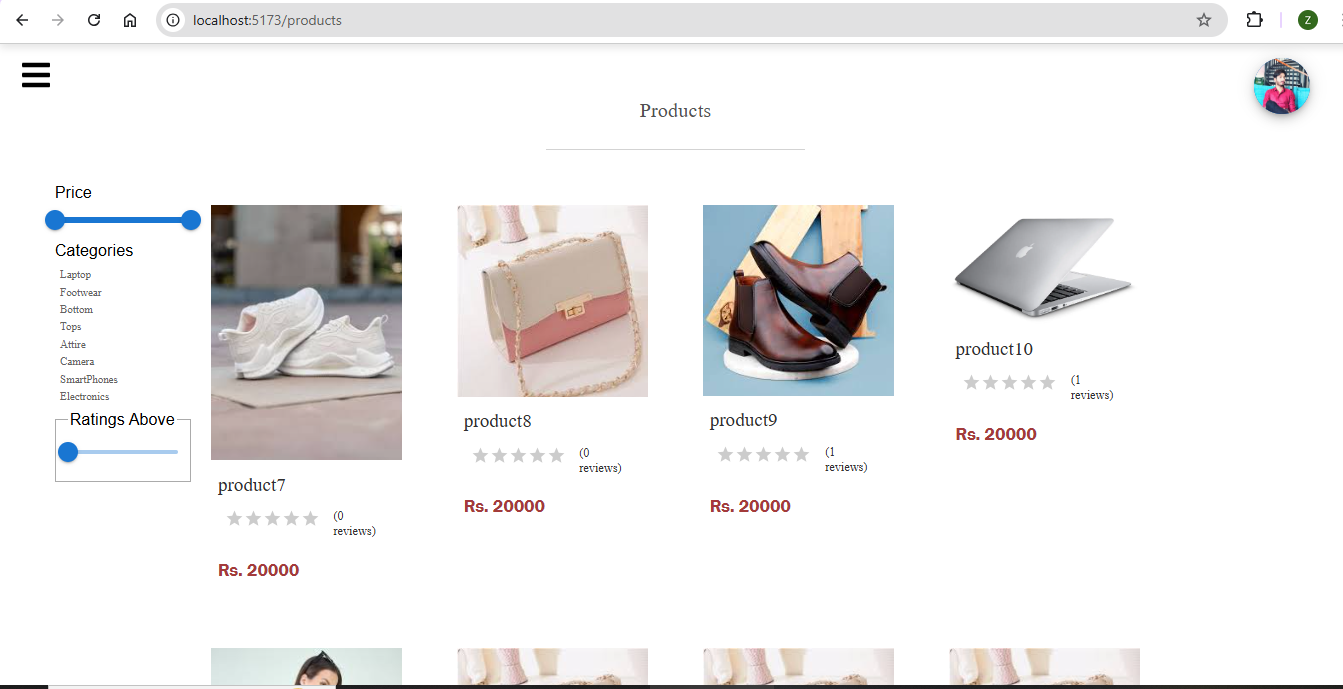 localhost:5173/products
Z
Products
Price
Categories
Laptop
Footwear
Bottom
Tops
Attire
Camera
SmartPhones
Electronics
Ratings Above
product7
(0
reviews)
Rs. 20000
product8
(0
reviews)
Rs. 20000
product9
(1
reviews)
Rs. 20000
product10
(1
reviews)
Rs. 20000